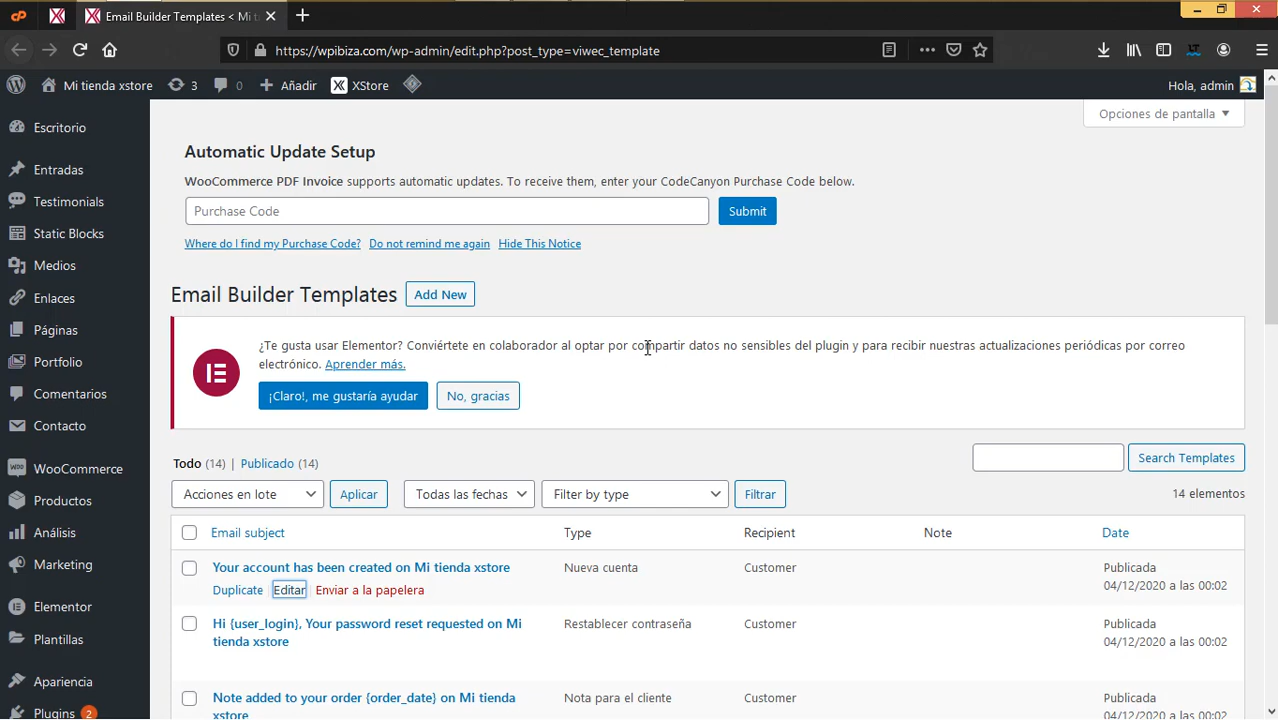 Email Builder Templates < Mi t
https://wpibiza.com/wp-admin/edit.php?post_type=viwec_template
Mi tienda xstore 3 0 Añadir XStore Hola, admin
Opciones de pantalla
Escritorio
Entradas
Testimonials
Static Blocks
Medios
Enlaces
Páginas
Portfolio
Comentarios
Contacto
WooCommerce
Productos
Análisis
Marketing
Elementor
Plantillas
Apariencia
Plugins 2
Automatic Update Setup
WooCommerce PDF Invoice supports automatic updates. To receive them, enter your CodeCanyon Purchase Code below.
Purchase Code Submit
Where do I find my Purchase Code? Do not remind me again Hide This Notice
Email Builder Templates Add New
¿Te gusta usar Elementor? Conviértete en colaborador al optar por compartir datos no sensibles del plugin y para recibir nuestras actualizaciones periódicas por correo
electrónico. Aprender más.
¡Claro!, me gustaría ayudar No, gracias
Todo (14) | Publicado (14) Search Templates
Acciones en lote Aplicar Todas las fechas Filter by type Filtrar 14 elementos
Email subject Type Recipient Note Date
Your account has been created on Mi tienda xstore Nueva cuenta Customer Publicada
Duplicate Editar Enviar a la papelera 04/12/2020 a las 00:02
Hi {user_login}, Your password reset requested on Mi Restablecer contraseña Customer Publicada
tienda xstore 04/12/2020 a las 00:02
Note added to your order {order_date} on Mi tienda Nota para el cliente Customer Publicada
xstore 04/12/2020 a las 00:02